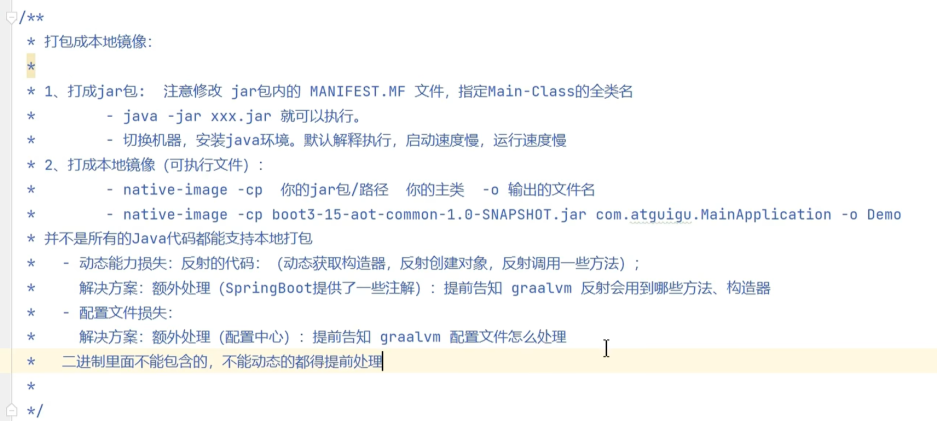 /**
* 打包成本地镜像：
*
* 1、打成jar包： 注意修改 jar包内的 MANIFEST.MF 文件，指定Main-Class的全类名
*        - java -jar xxx.jar 就可以执行。
*        - 切换机器，安装java环境。默认解释执行，启动速度慢，运行速度慢
* 2、打成本地镜像（可执行文件）：
*        - native-image -cp  你的jar包/路径  你的主类  -o 输出的文件名
*        - native-image -cp boot3-15-aot-common-1.0-SNAPSHOT.jar com.atguigu.MainApplication -o Demo
* 并不是所有的Java代码都能支持本地打包
*   - 动态能力损失：反射的代码：（动态获取构造器，反射创建对象，反射调用一些方法）；
*     解决方案：额外处理（SpringBoot提供了一些注解）：提前告知 graalvm 反射会用到哪些方法、构造器
*   - 配置文件损失：
*     解决方案：额外处理（配置中心）：提前告知 graalvm 配置文件怎么处理
*   二进制里面不能包含的，不能动态的都得提前处理
*
*/